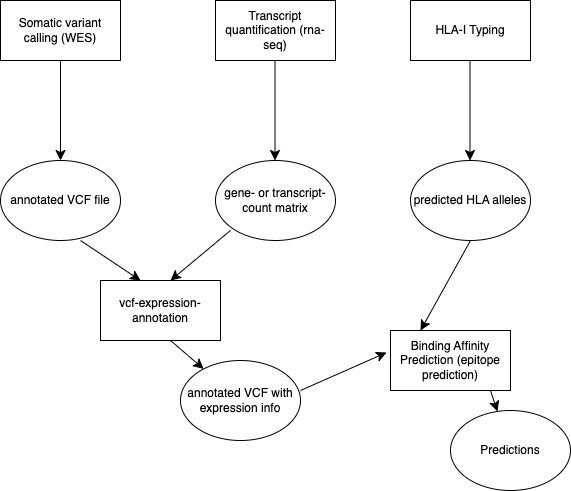 Somatic variant
calling (WES)
Transcript
quantification (rna-
seq)
HLA-I Typing
annotated VCF file
gene- or transcript-
count matrix
predicted HLA alleles
vcf-expression-
annotation
Binding Affinity
Prediction (epitope
prediction)
annotated VCF with
expression info
Predictions